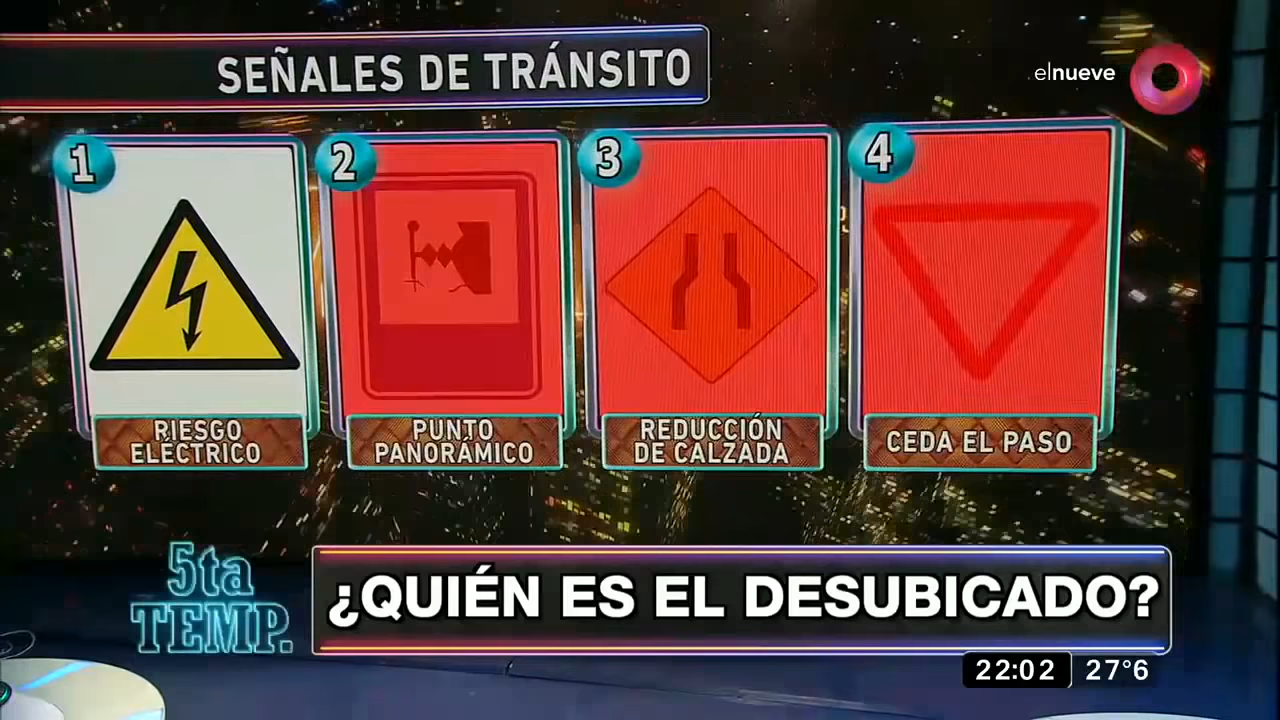 SEÑALES DE TRÁNSITO
elnueve
1
2
3
4
RIESGO
ELÉCTRICO
PUNTO
PANORÁMICO
REDUCCIÓN
DE CALZADA
CEDA EL PASO
5ta
TEMP.
¿QUIÉN ES EL DESUBICADO?
22:02
27°6